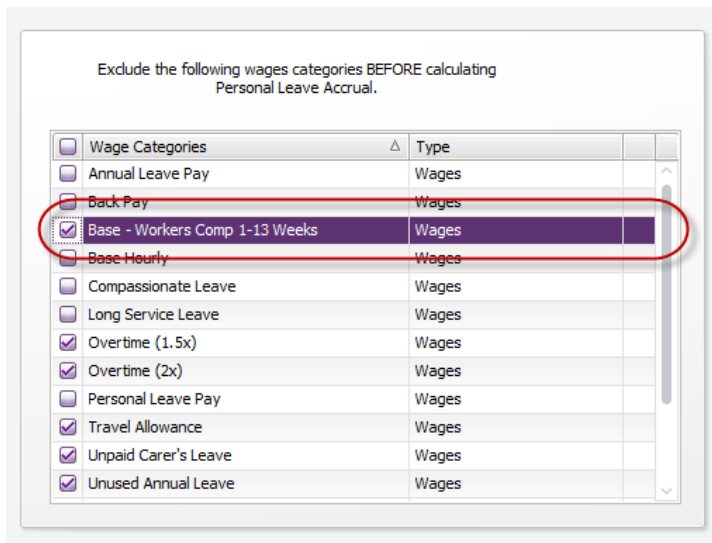 Exclude the following wages categories BEFORE calculating
Personal Leave Accrual.
Wage Categories Type
Annual Leave Pay Wages
Back Pay Wages
Base - Workers Comp 1-13 Weeks Wages
Base Hourly Wages
Compassionate Leave Wages
Long Service Leave Wages
Overtime (1.5x) Wages
Overtime (2x) Wages
Personal Leave Pay Wages
Travel Allowance Wages
Unpaid Carer's Leave Wages
Unused Annual Leave Wages